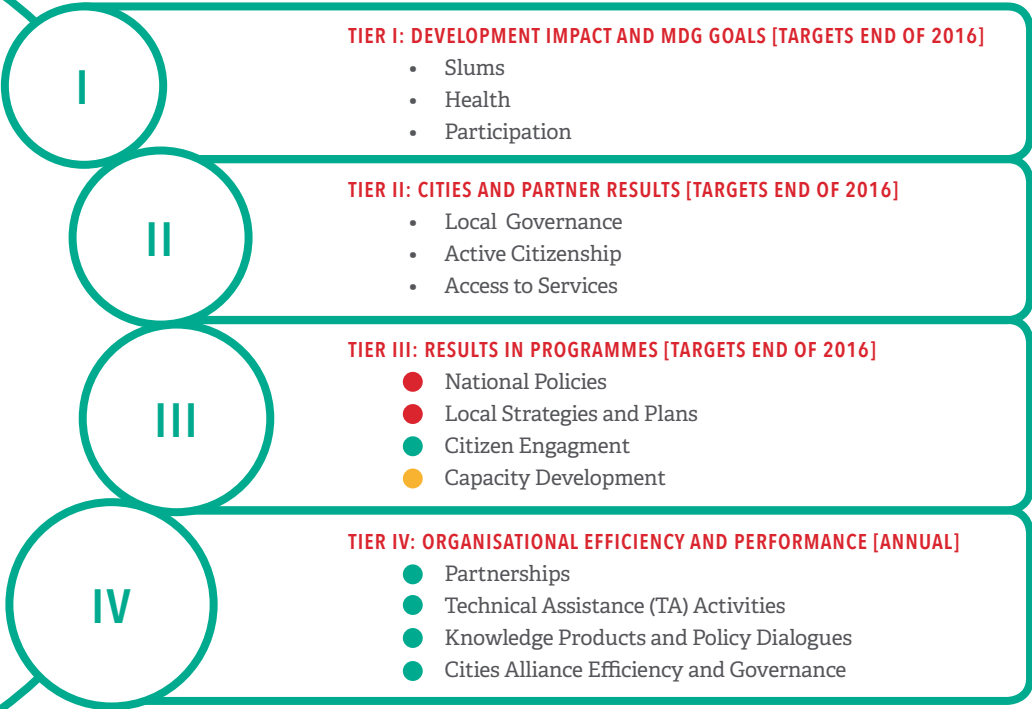 I
TIER I: DEVELOPMENT IMPACT AND MDG GOALS [TARGETS END OF 2016]
• Slums
• Health
• Participation
II
TIER II: CITIES AND PARTNER RESULTS [TARGETS END OF 2016]
• Local Governance
• Active Citizenship
• Access to Services
III
TIER III: RESULTS IN PROGRAMMES [TARGETS END OF 2016]
National Policies
Local Strategies and Plans
Citizen Engagment
Capacity Development
IV
TIER IV: ORGANISATIONAL EFFICIENCY AND PERFORMANCE [ANNUAL]
Partnerships
Technical Assistance (TA) Activities
Knowledge Products and Policy Dialogues
Cities Alliance Efficiency and Governance